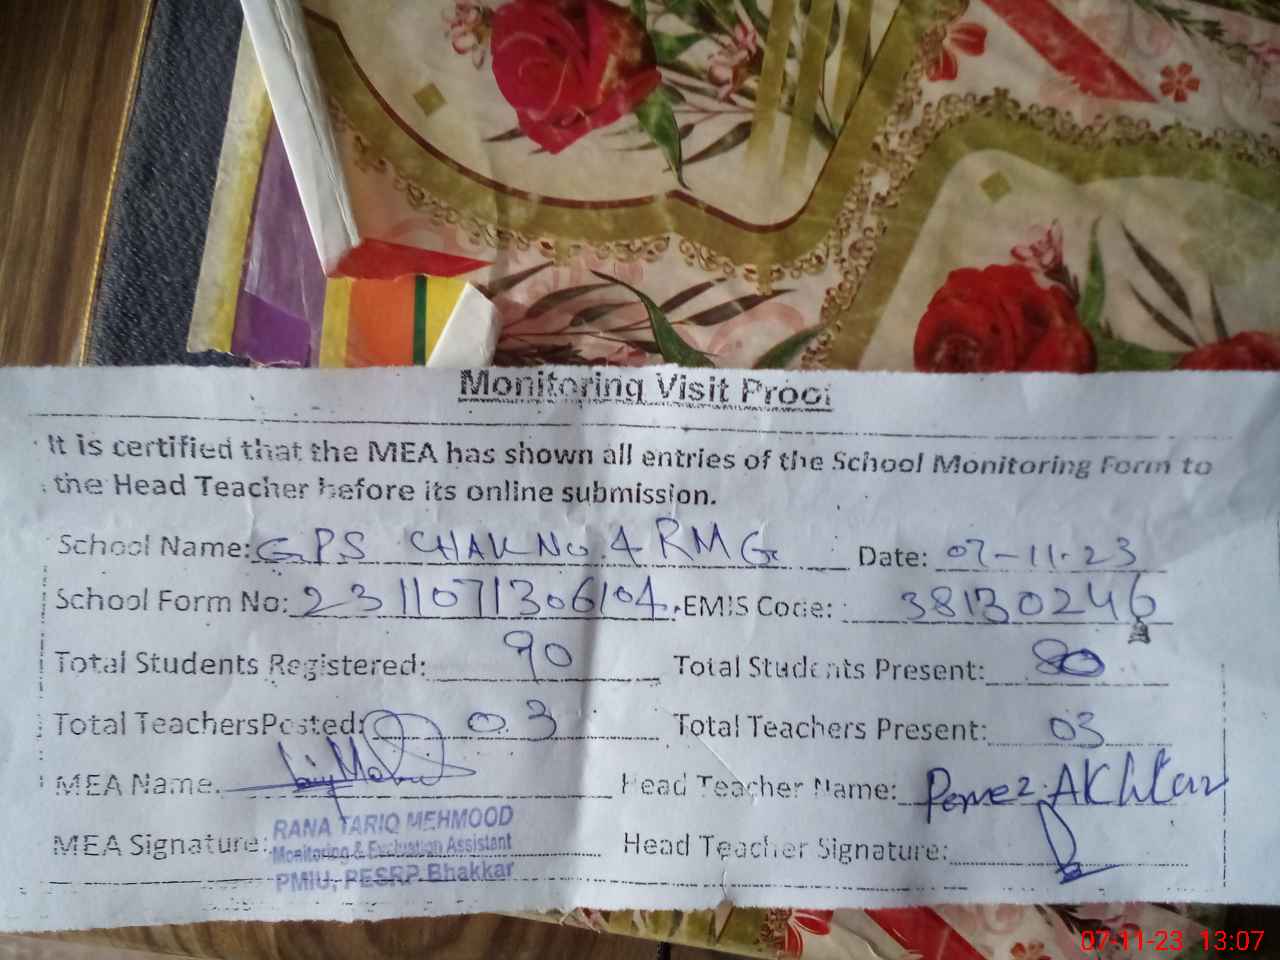 Monitoring Visit Proof
It is certified that the MEA has shown all entries of the School Monitoring Form to
the Head Teacher before its online submission.
School Name: GPS CHAK No. 4 RMG Date: 07-11-23
School Form No: 2311071306104 EMIS Code: 38130246
Total Students Registered: 90 Total Students Present: 80
Total TeachersPosted: 03 Total Teachers Present: 03
MEA Name. Head Teacher Name: Pervez Akhtar
MEA Signature: Head Teacher Signature:
RANA TARIQ MEHMOOD
Monitoring & Evaluation Assistant
PMIU, PESRP Bhakkar
07-11-23 13:07